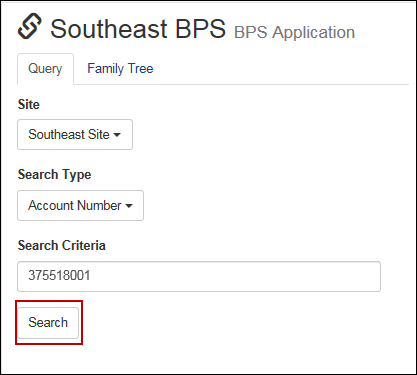 Southeast BPS BPS Application
Query Family Tree
Site
Southeast Site
Search Type
Account Number
Search Criteria
375518001
Search